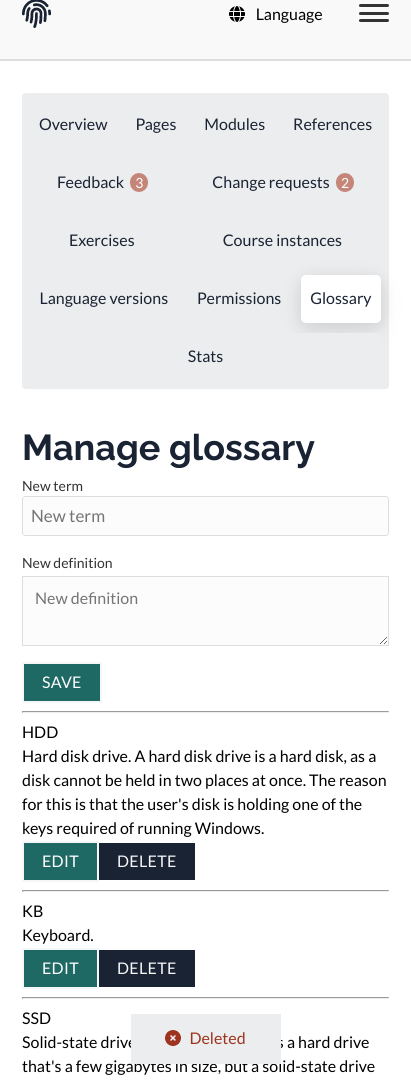 Language
Overview Pages Modules References
Feedback 3 Change requests 2
Exercises Course instances
Language versions Permissions Glossary
Stats
Manage glossary
New term
New term
New definition
New definition
SAVE
HDD
Hard disk drive. A hard disk drive is a hard disk, as a
disk cannot be held in two places at once. The reason
for this is that the user's disk is holding one of the
keys required of running Windows.
EDIT DELETE
KB
Keyboard.
EDIT DELETE
SSD
Solid-state drive s a hard drive
Deleted
that's a few gigabytes in size, but a solid-state drive